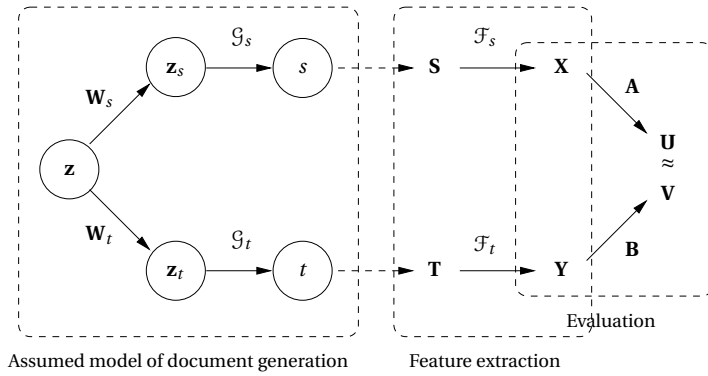 𝒢ₛ
ℱₛ
𝐳ₛ
s
𝐒
𝐗
𝐖ₛ
𝐀
𝐔
𝐳
≈
𝐕
𝐖ₜ
𝒢ₜ
ℱₜ
𝐁
𝐳ₜ
t
𝐓
𝐘
Evaluation
Assumed model of document generation
Feature extraction